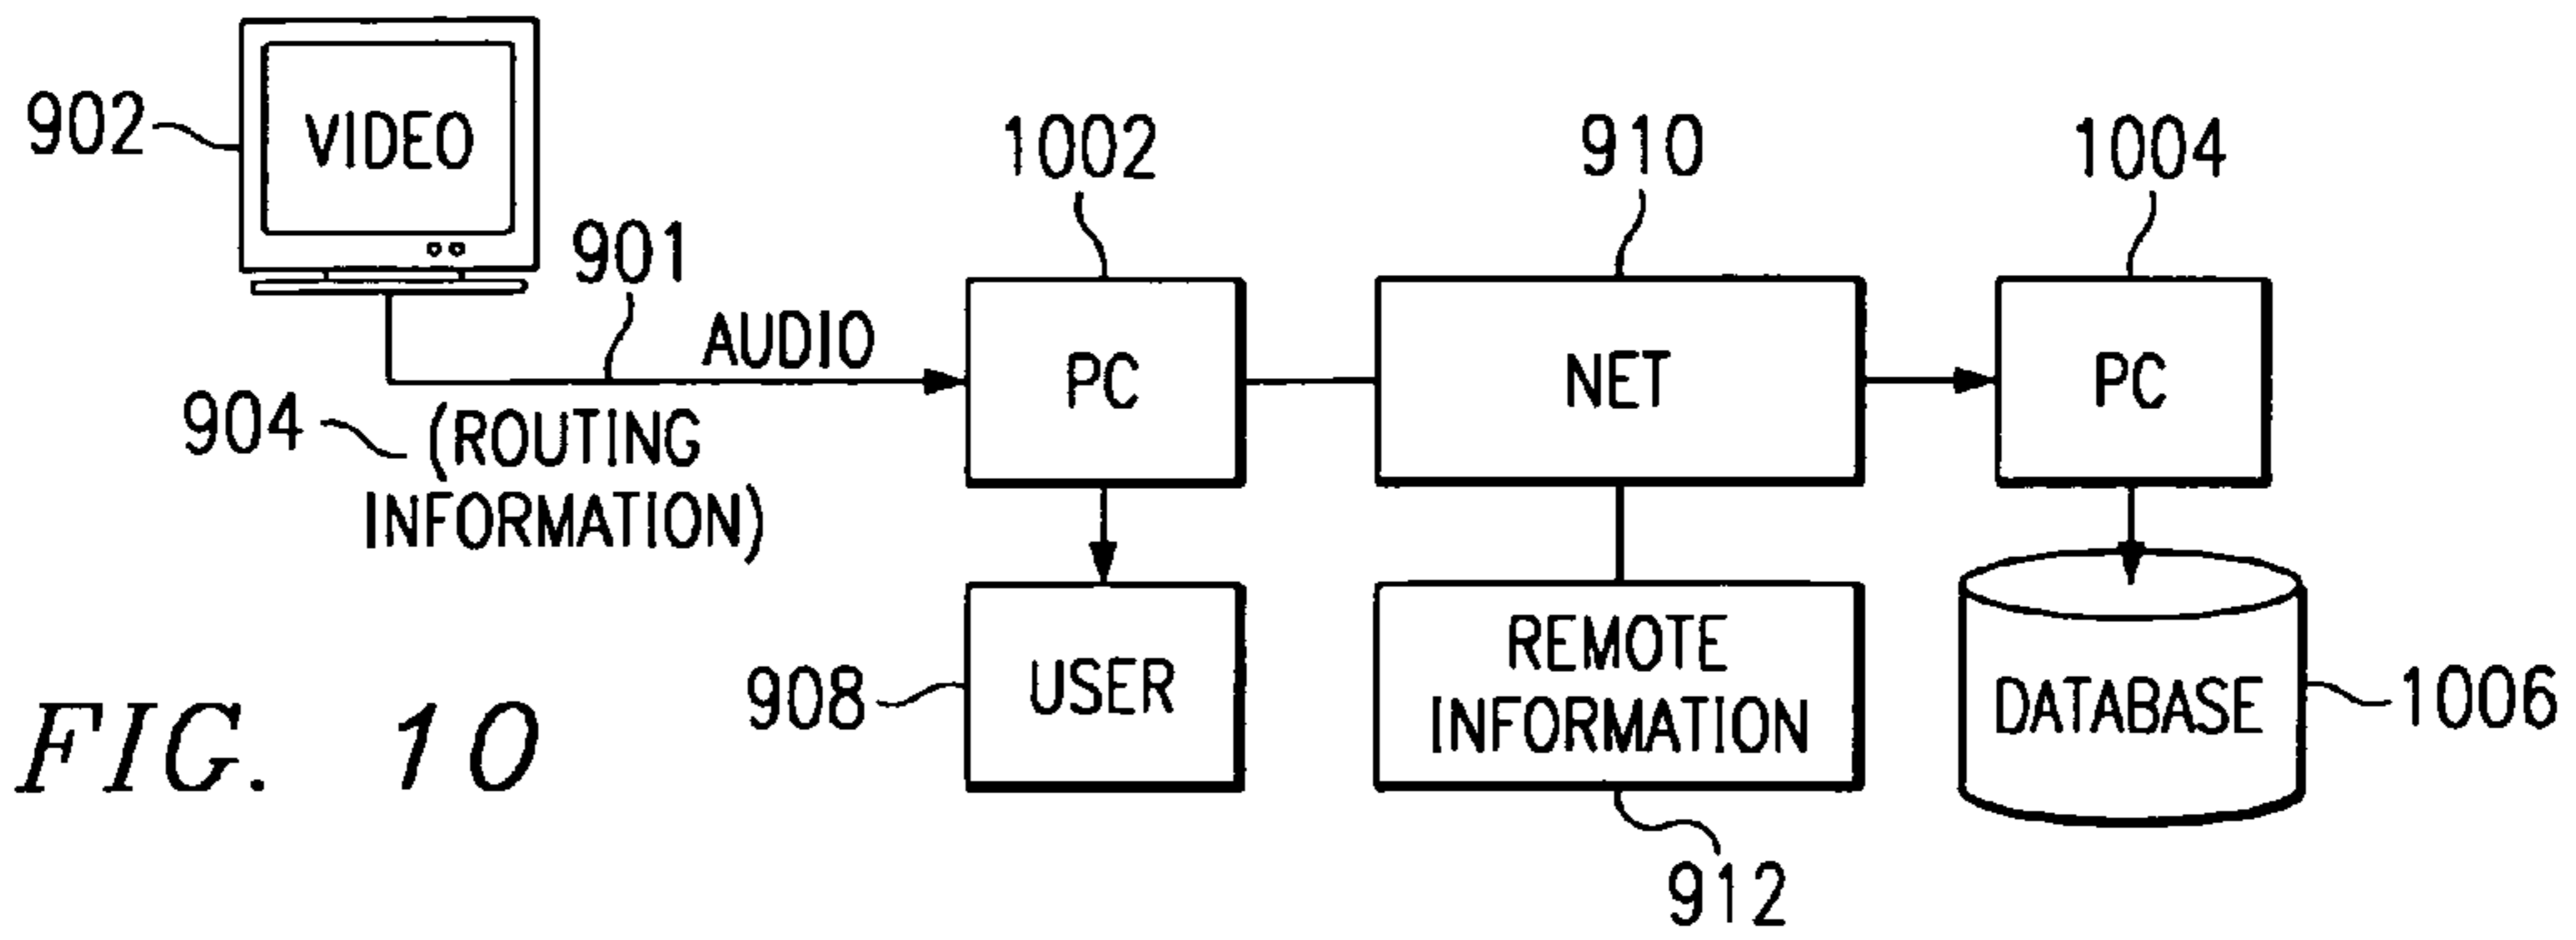 902
VIDEO
901
AUDIO
904
(ROUTING
INFORMATION)
1002
PC
910
NET
1004
PC
908
USER
REMOTE
INFORMATION
912
DATABASE
1006
FIG. 10